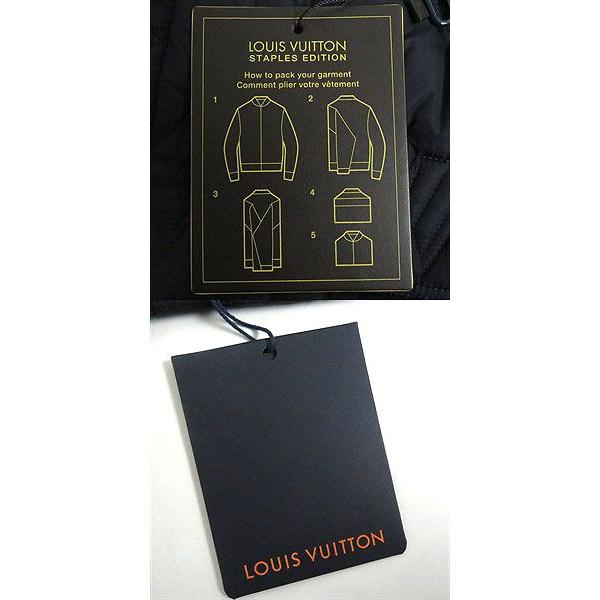 LOUIS VUITTON
STAPLES EDITION
How to pack your garment
Comment plier votre vêtement
1
2
3
4
5
LOUIS VUITTON